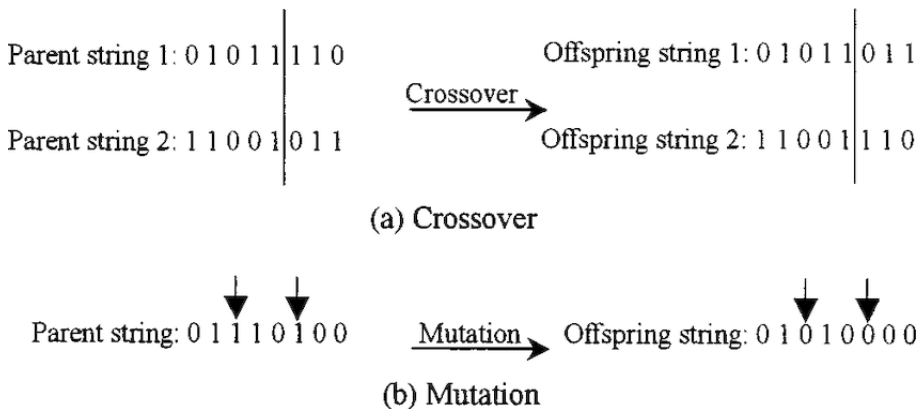 Parent string 1: 0 1 0 1 1 1 1 0 Offspring string 1: 0 1 0 1 1 0 1 1
Crossover
Parent string 2: 1 1 0 0 1 0 1 1 Offspring string 2: 1 1 0 0 1 1 1 0
(a) Crossover
Parent string: 0 1 1 1 0 1 0 0 Mutation Offspring string: 0 1 0 1 0 0 0 0
(b) Mutation